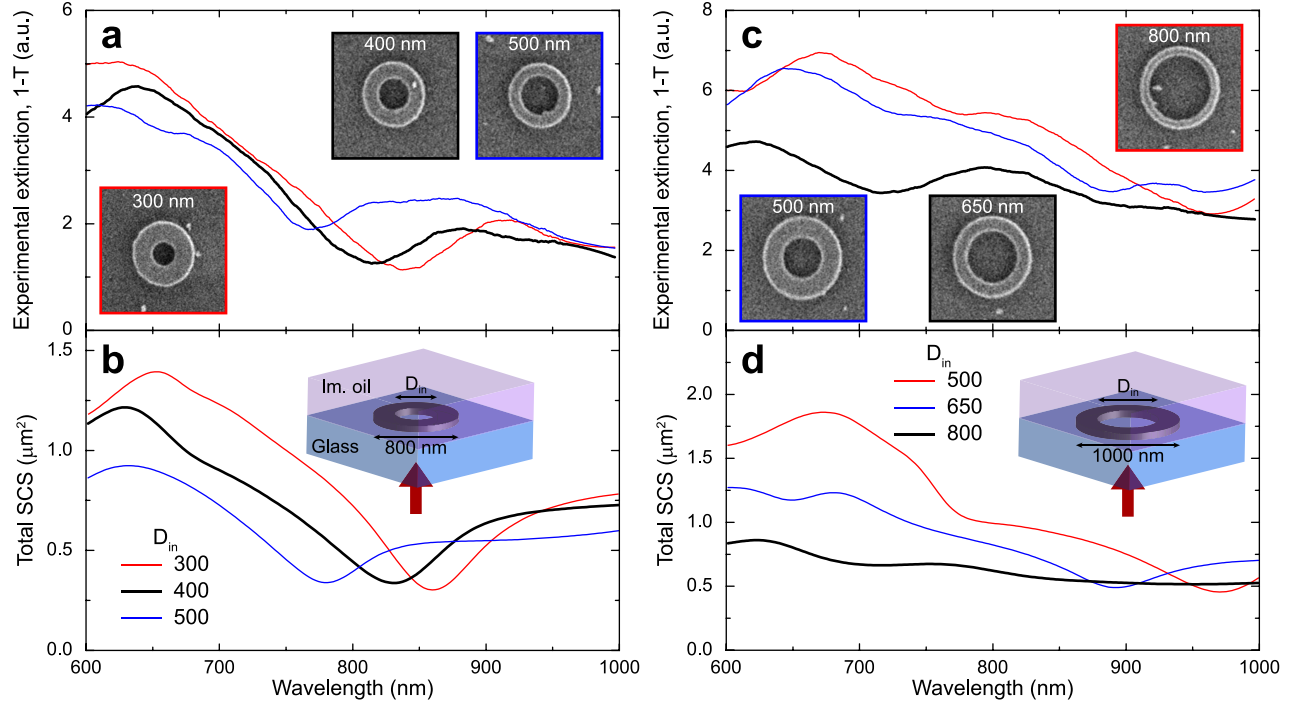 a
Experimental extinction, 1-T (a.u.)
6
4
2
0
400 nm
500 nm
300 nm
c
Experimental extinction, 1-T (a.u.)
8
6
4
2
0
800 nm
500 nm
650 nm
b
Total SCS (μm²)
1.5
1.0
0.5
0.0
Im. oil
D_in
Glass
800 nm
D_in
300
400
500
600
700
800
900
1000
Wavelength (nm)
d
Total SCS (μm²)
2.0
1.5
1.0
0.5
0.0
D_in
500
650
800
D_in
1000 nm
600
700
800
900
1000
Wavelength (nm)